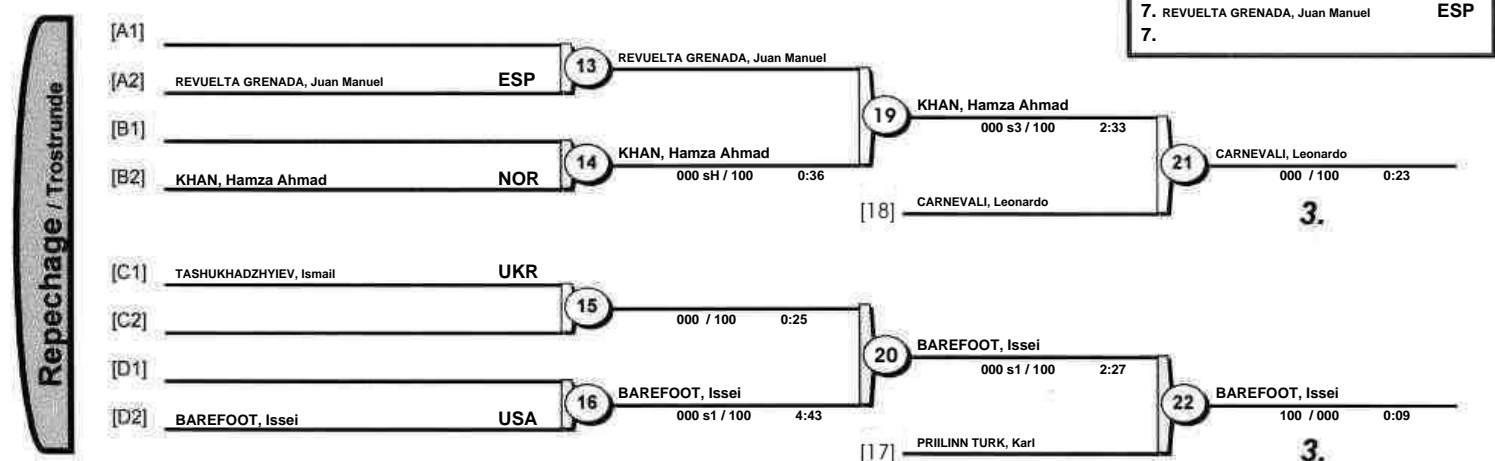 7. REVUELTA GRENADA, Juan Manuel ESP
7.
Repechage / Trostrunde
[A1]
[A2] REVUELTA GRENADA, Juan Manuel ESP
13
REVUELTA GRENADA, Juan Manuel
[B1]
[B2] KHAN, Hamza Ahmad NOR
14
KHAN, Hamza Ahmad
000 sH / 100 0:36
19
KHAN, Hamza Ahmad
000 s3 / 100 2:33
[18] CARNEVALI, Leonardo
21
CARNEVALI, Leonardo
000 / 100 0:23
3.
[C1] TASHUKHADZHYIEV, Ismail UKR
[C2]
15
000 / 100 0:25
[D1]
[D2] BAREFOOT, Issei USA
16
BAREFOOT, Issei
000 s1 / 100 4:43
20
BAREFOOT, Issei
000 s1 / 100 2:27
[17] PRIILINN TURK, Karl
22
BAREFOOT, Issei
100 / 000 0:09
3.